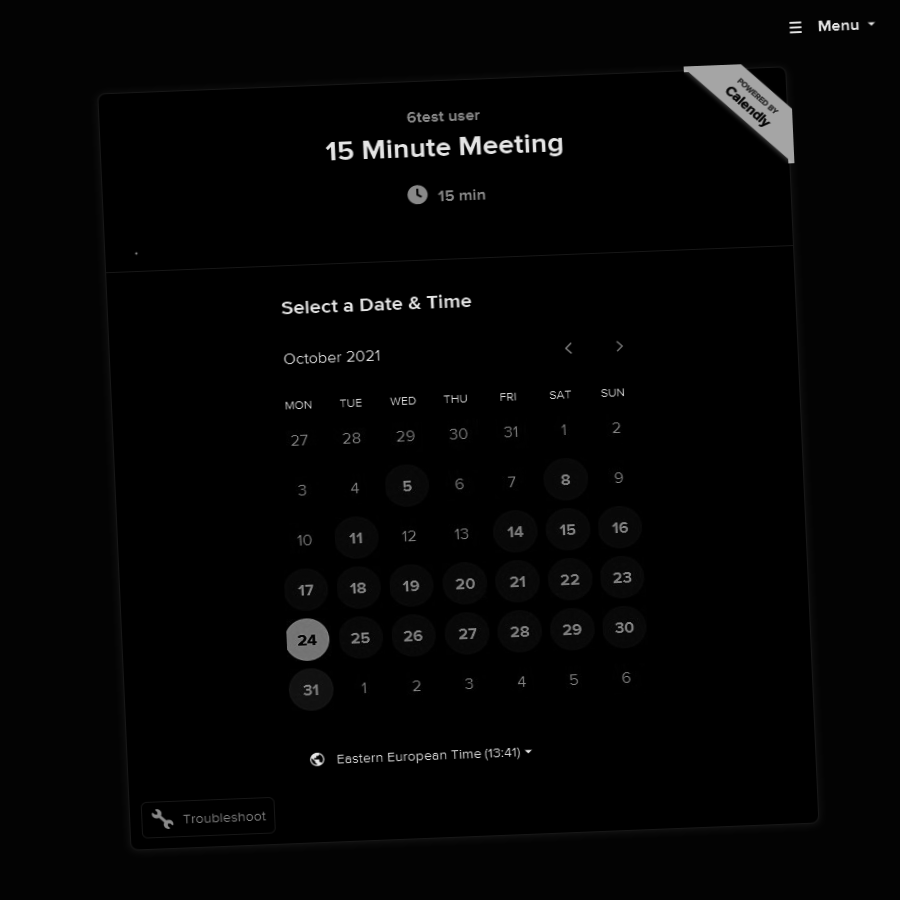 ☰ Menu
POWERED BY
Calendly
6test user
15 Minute Meeting
15 min
Select a Date & Time
October 2021
MON TUE WED THU FRI SAT SUN
27 28 29 30 31 1 2
3 4 5 6 7 8 9
10 11 12 13 14 15 16
17 18 19 20 21 22 23
24 25 26 27 28 29 30
31 1 2 3 4 5 6
Eastern European Time (13:41)
Troubleshoot